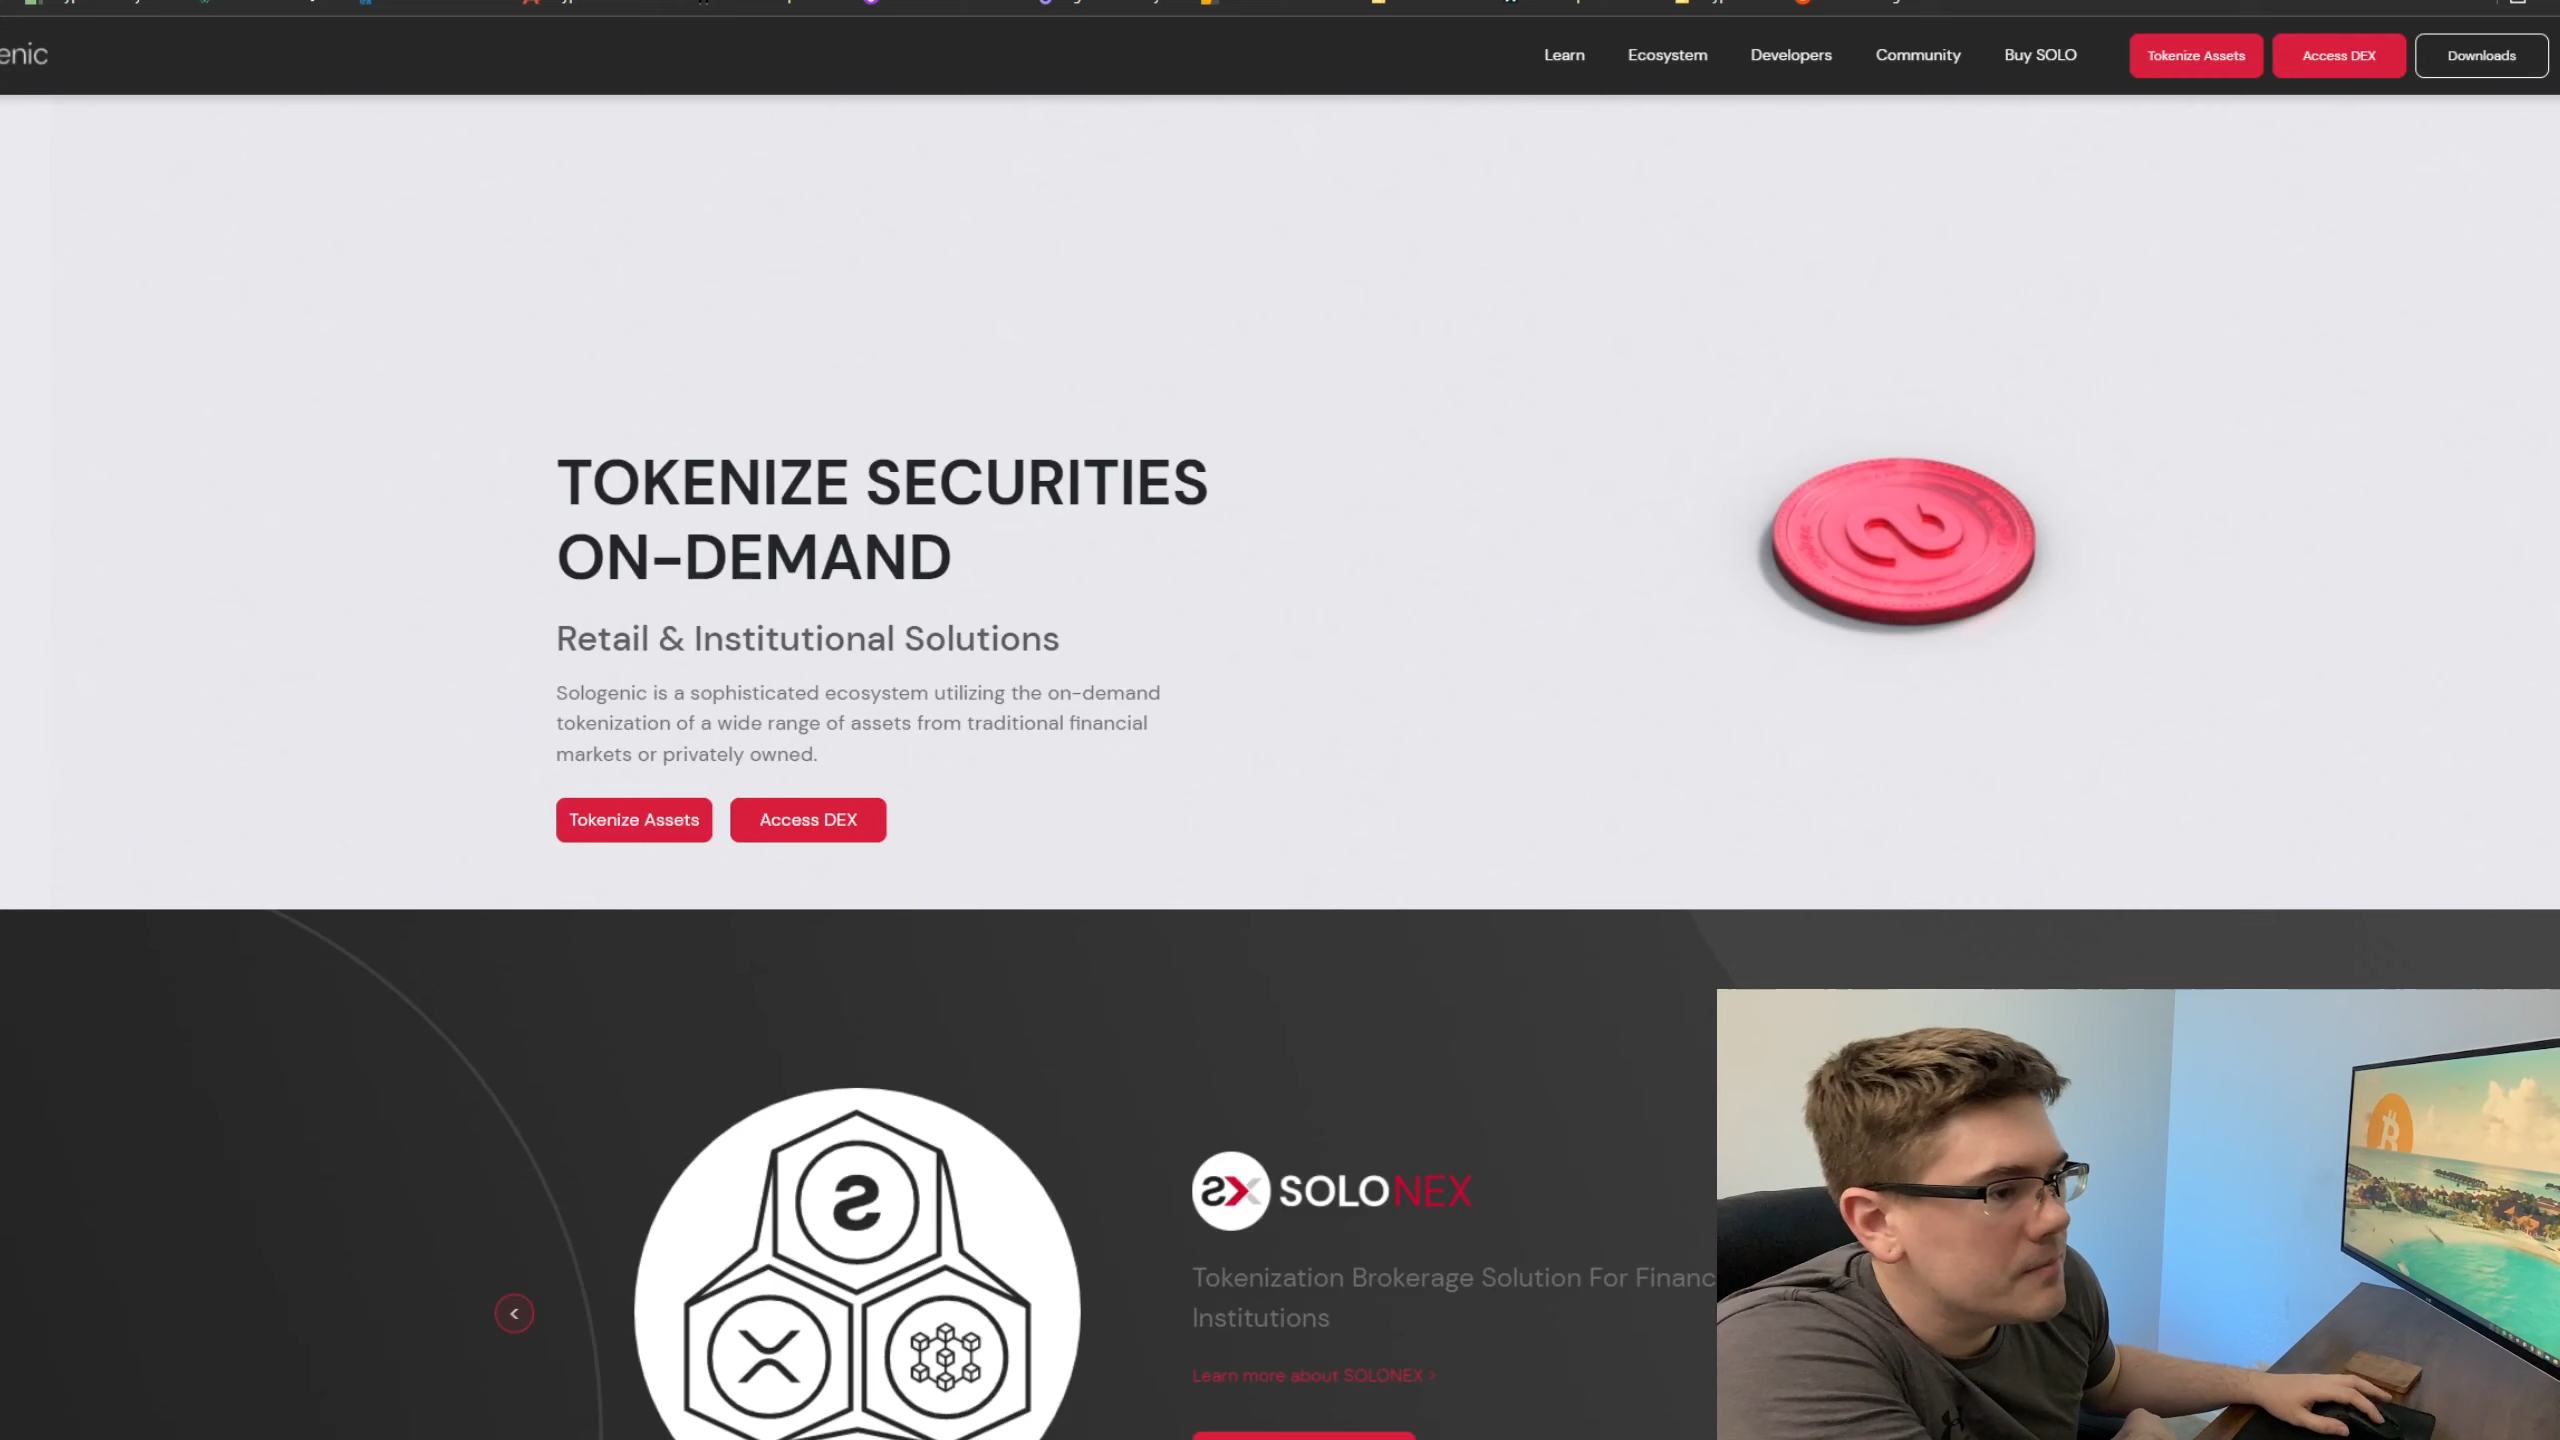 enic
Learn
Ecosystem
Developers
Community
Buy SOLO
Tokenize Assets
Access DEX
Downloads
TOKENIZE SECURITIES
ON-DEMAND
Retail & Institutional Solutions
Sologenic is a sophisticated ecosystem utilizing the on-demand
tokenization of a wide range of assets from traditional financial
markets or privately owned.
Tokenize Assets
Access DEX
SOLONEX
Tokenization Brokerage Solution For Financ
Institutions
Learn more about SOLONEX >